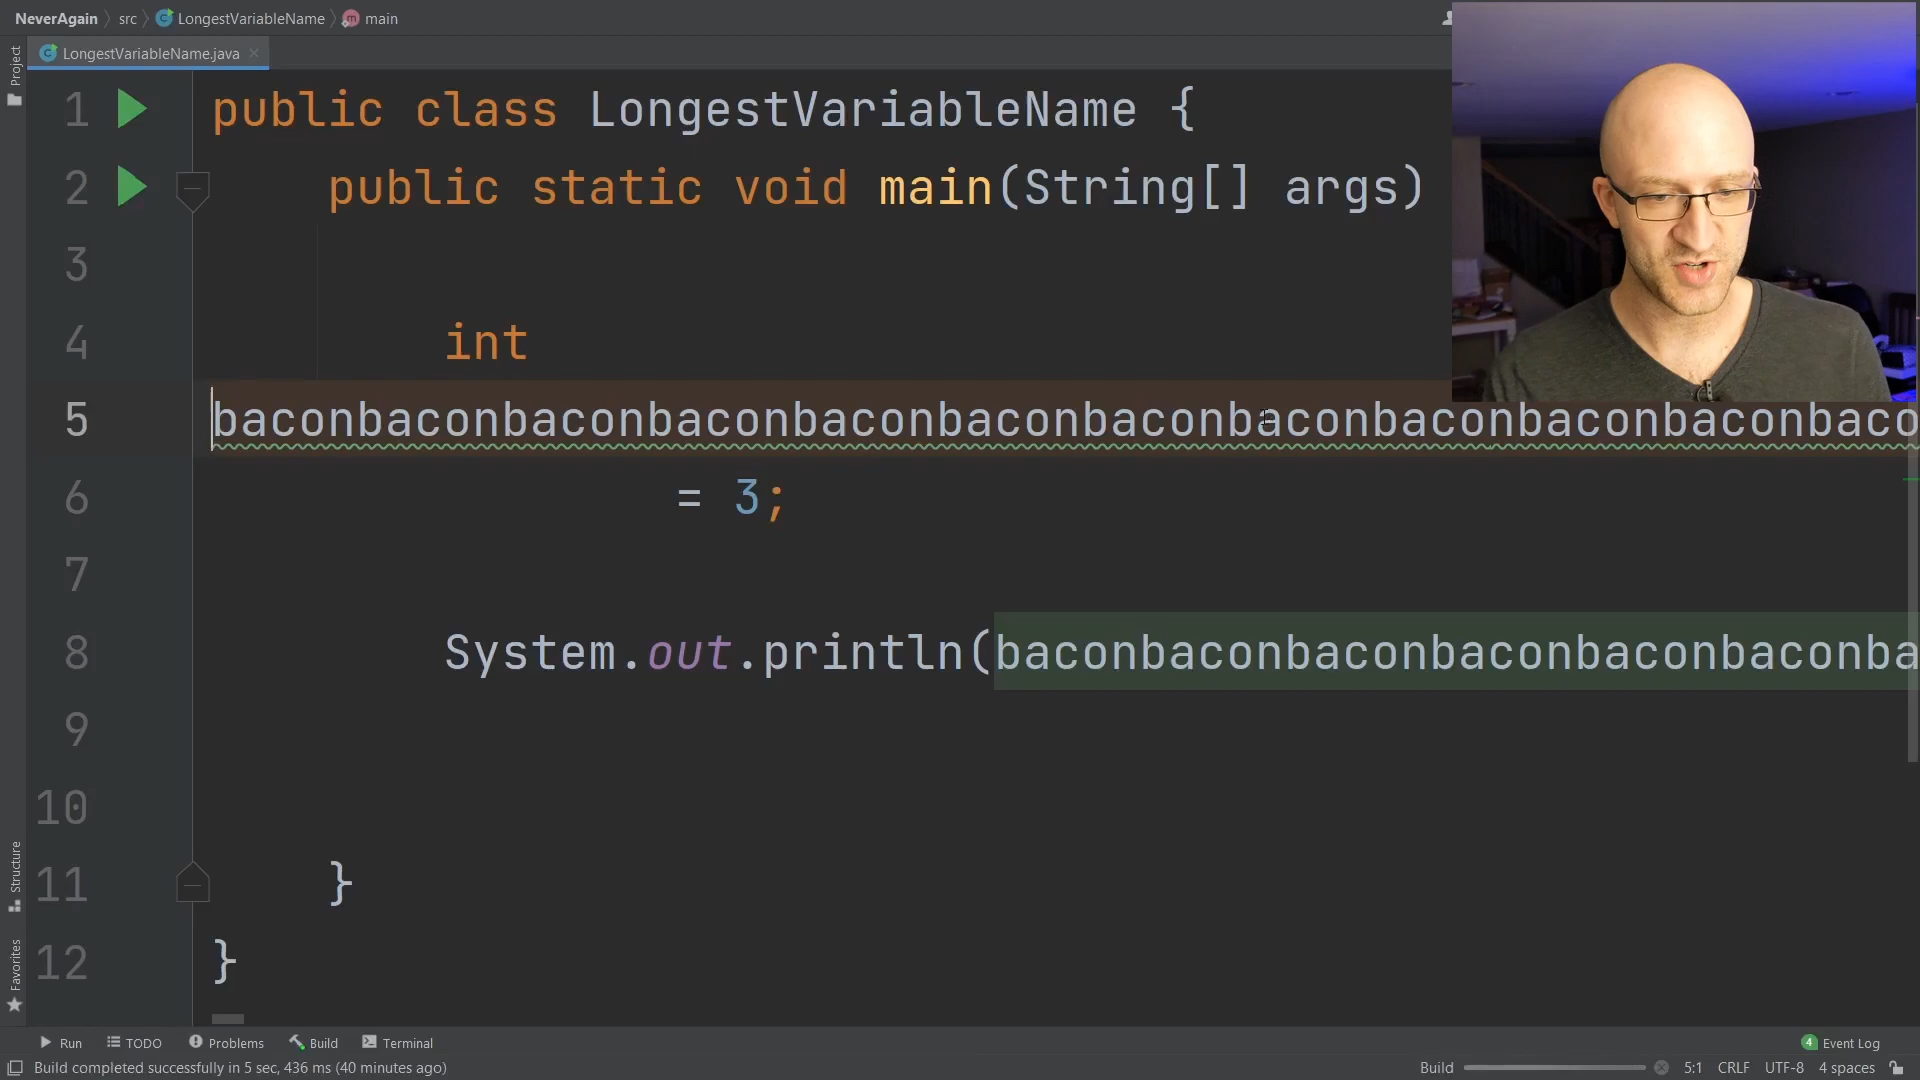 NeverAgain src LongestVariableName main
LongestVariableName.java
Project
1 public class LongestVariableName {
2 public static void main(String[] args)
3
4 int
5 baconbaconbaconbaconbaconbaconbaconbaconbaconbaconbaconbaco
6 = 3;
7
8 System.out.println(baconbaconbaconbaconbaconbaconba
9
10
11 }
12 }
Structure
Favorites
Run TODO Problems Build Terminal 4 Event Log
Build completed successfully in 5 sec, 436 ms (40 minutes ago) Build 5:1 CRLF UTF-8 4 spaces